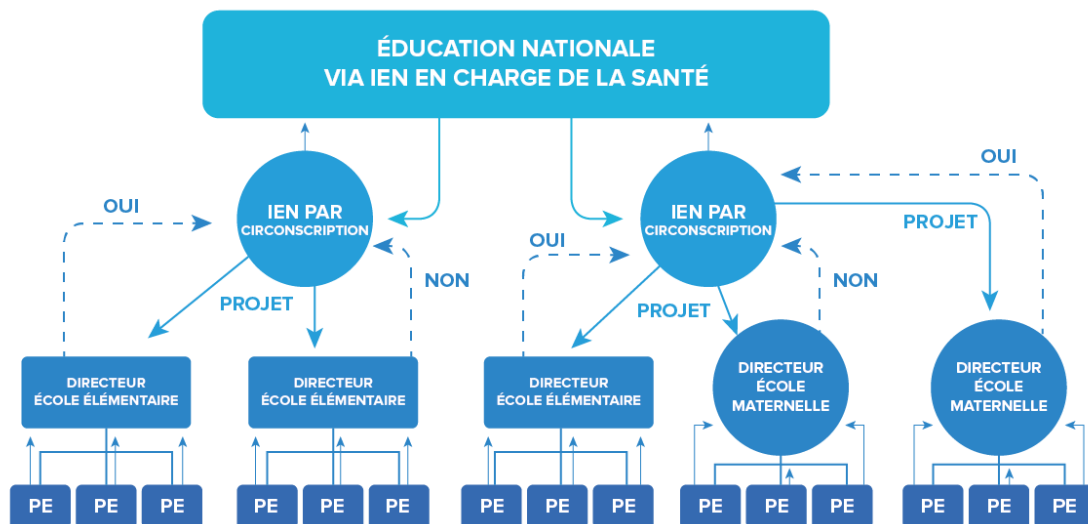 ÉDUCATION NATIONALE
VIA IEN EN CHARGE DE LA SANTÉ
OUI
IEN PAR
CIRCONSCRIPTION
NON
PROJET
OUI
IEN PAR
CIRCONSCRIPTION
OUI
PROJET
NON
PROJET
DIRECTEUR
ÉCOLE ÉLÉMENTAIRE
DIRECTEUR
ÉCOLE ÉLÉMENTAIRE
DIRECTEUR
ÉCOLE ÉLÉMENTAIRE
DIRECTEUR
ÉCOLE
MATERNELLE
DIRECTEUR
ÉCOLE
MATERNELLE
PE PE PE PE PE PE PE PE PE PE PE PE PE PE PE